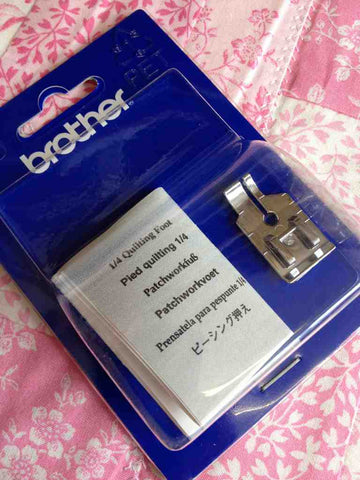 PET
brother
1/4 Quilting Foot
Pied quilting 1/4
Patchworkfuß
Patchworkvoet
Prensatela para pespunte 1/4
ピーシング押え